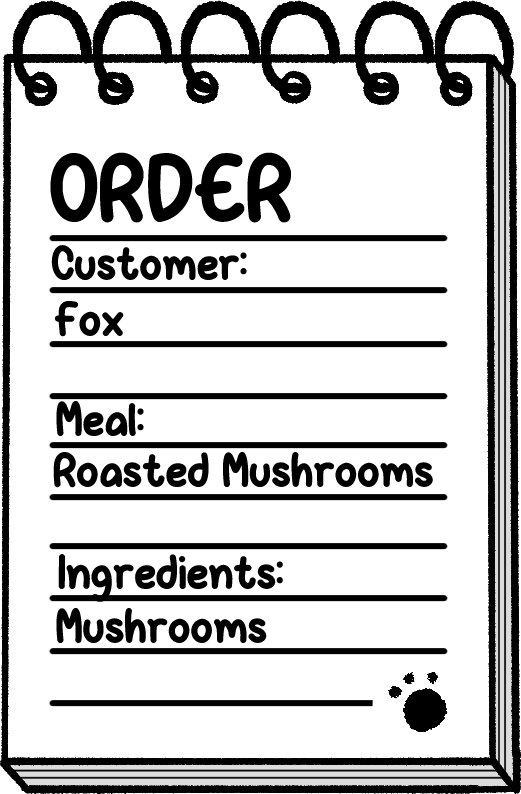 ORDER
Customer:
Fox
Meal:
Roasted Mushrooms
Ingredients:
Mushrooms